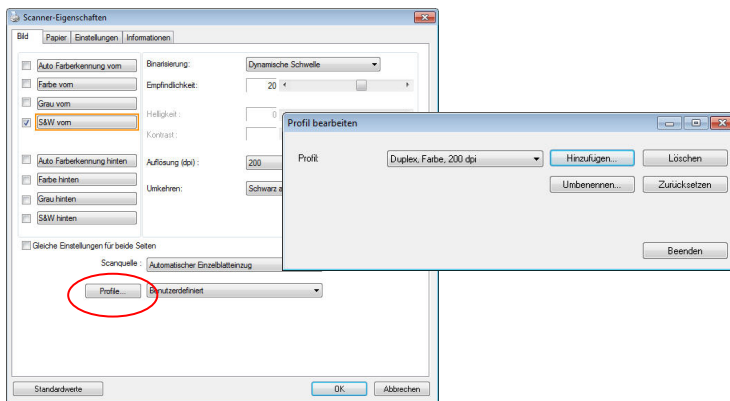 Scanner-Eigenschaften
Bild Papier Einstellungen Informationen
Auto Farberkennung vorn
Farbe vorn
Grau vorn
S&W vorn
Auto Farberkennung hinten
Farbe hinten
Grau hinten
S&W hinten
Binarisierung: Dynamische Schwelle
Empfindlichkeit: 20
Helligkeit : 0
Kontrast :
Auflösung (dpi) : 200
Umkehren: Schwarz a
Gleiche Einstellungen für beide Seiten
Scanquelle : Automatischer Einzelblatteinzug
Profile... Benutzerdefiniert
Standardwerte OK Abbrechen
Profil bearbeiten
Profil: Duplex, Farbe, 200 dpi Hinzufügen... Löschen
Umbenennen... Zurücksetzen
Beenden